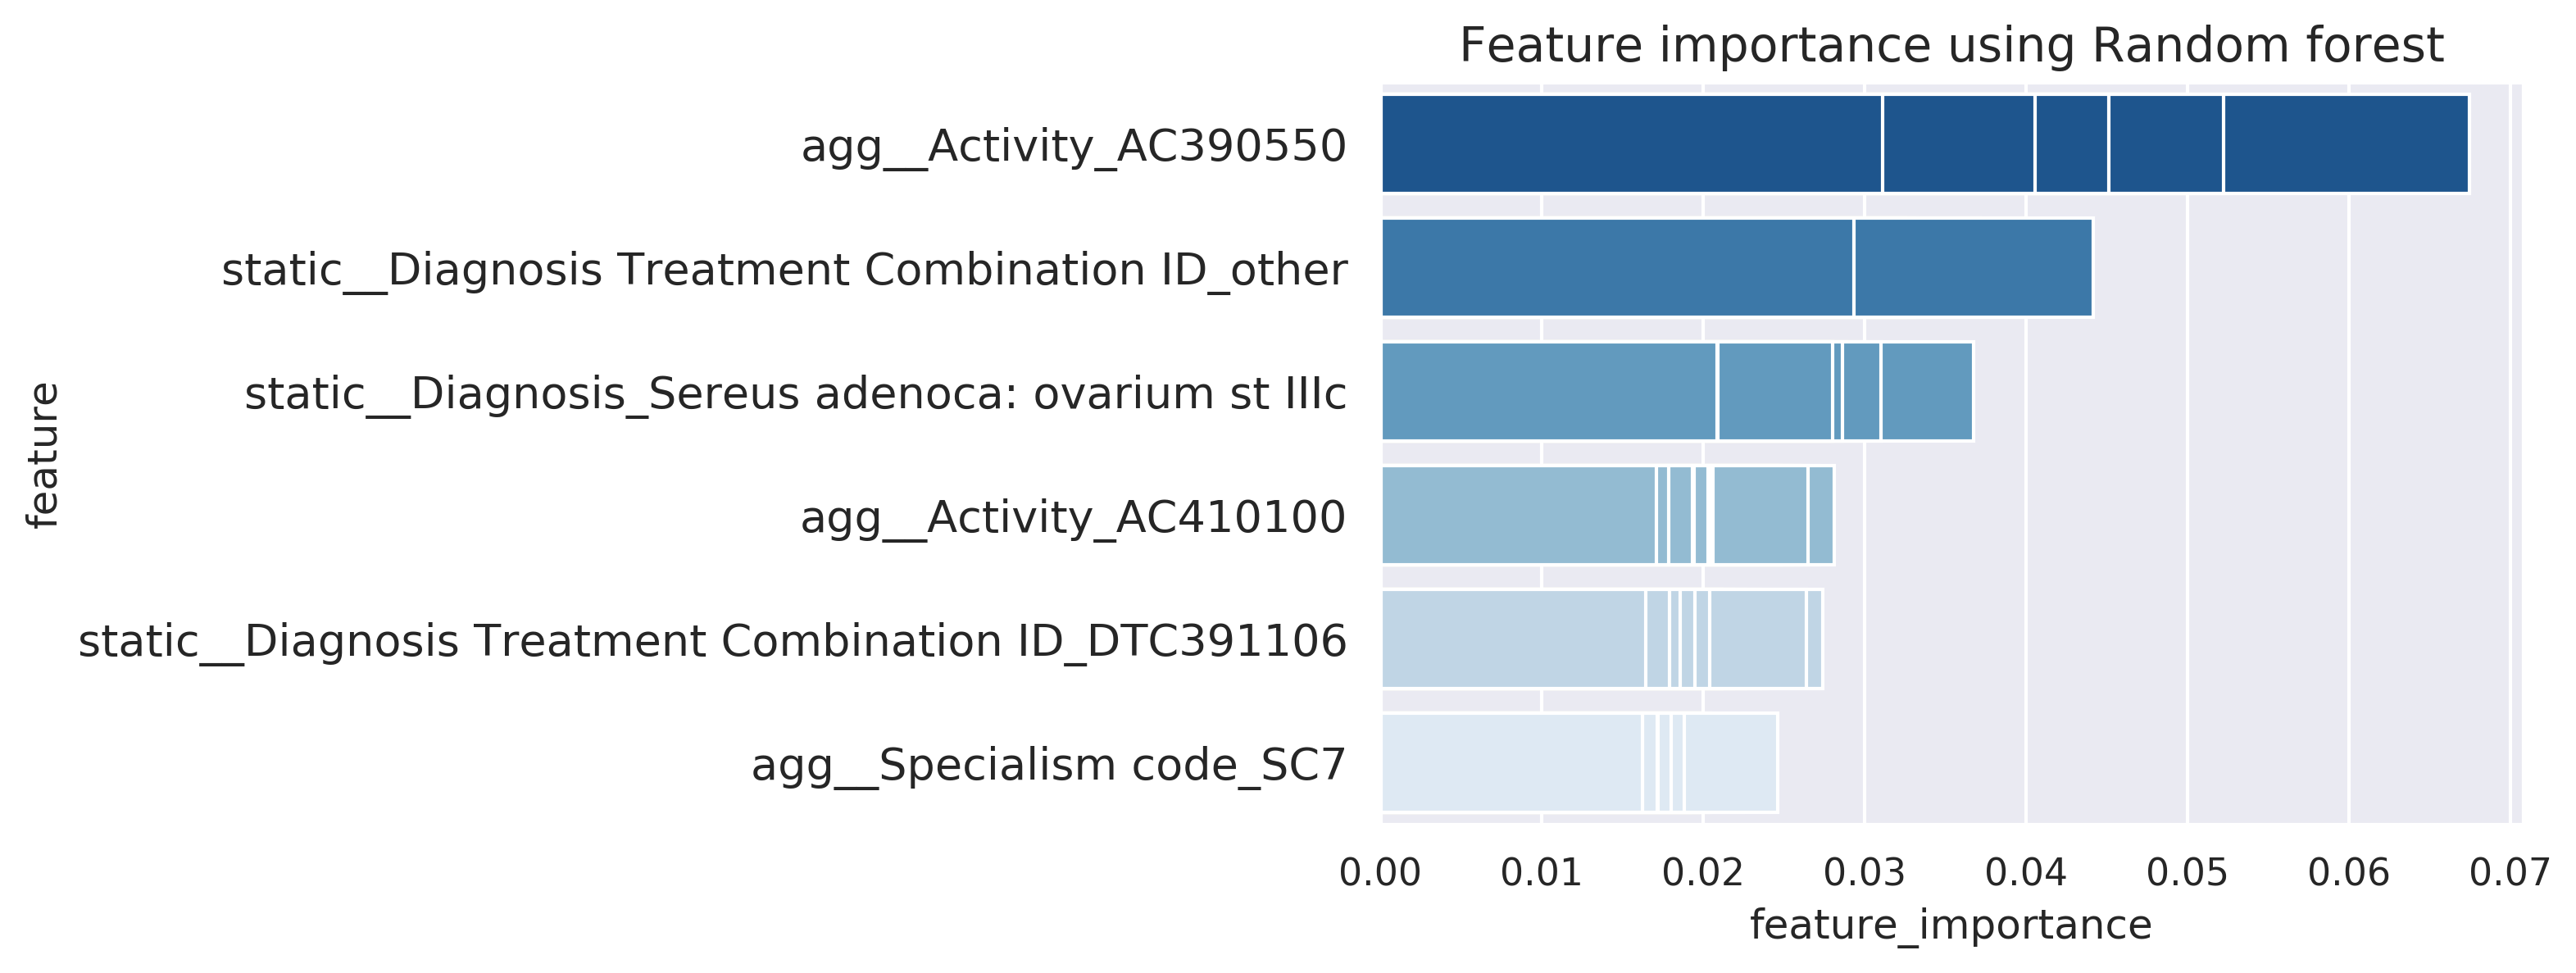 Feature importance using Random forest
feature
agg__Activity_AC390550
static__Diagnosis Treatment Combination ID_other
static__Diagnosis_Sereus adenoca: ovarium st IIIc
agg__Activity_AC410100
static__Diagnosis Treatment Combination ID_DTC391106
agg__Specialism code_SC7
0.00 0.01 0.02 0.03 0.04 0.05 0.06 0.07
feature_importance